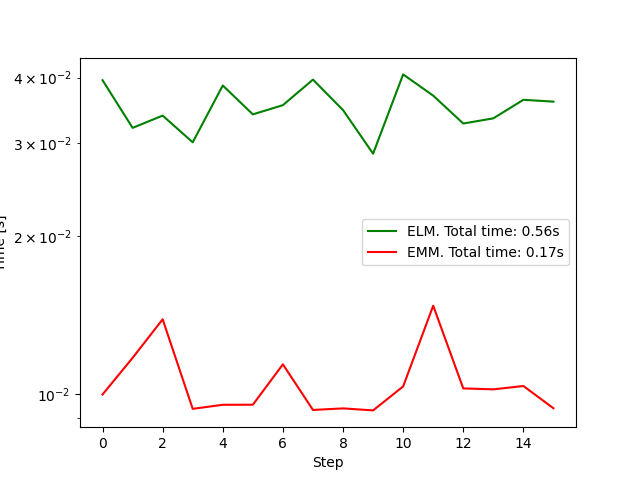 4 × 10⁻²
3 × 10⁻²
2 × 10⁻²
10⁻²
Time [s]
ELM. Total time: 0.56s
EMM. Total time: 0.17s
0 2 4 6 8 10 12 14
Step